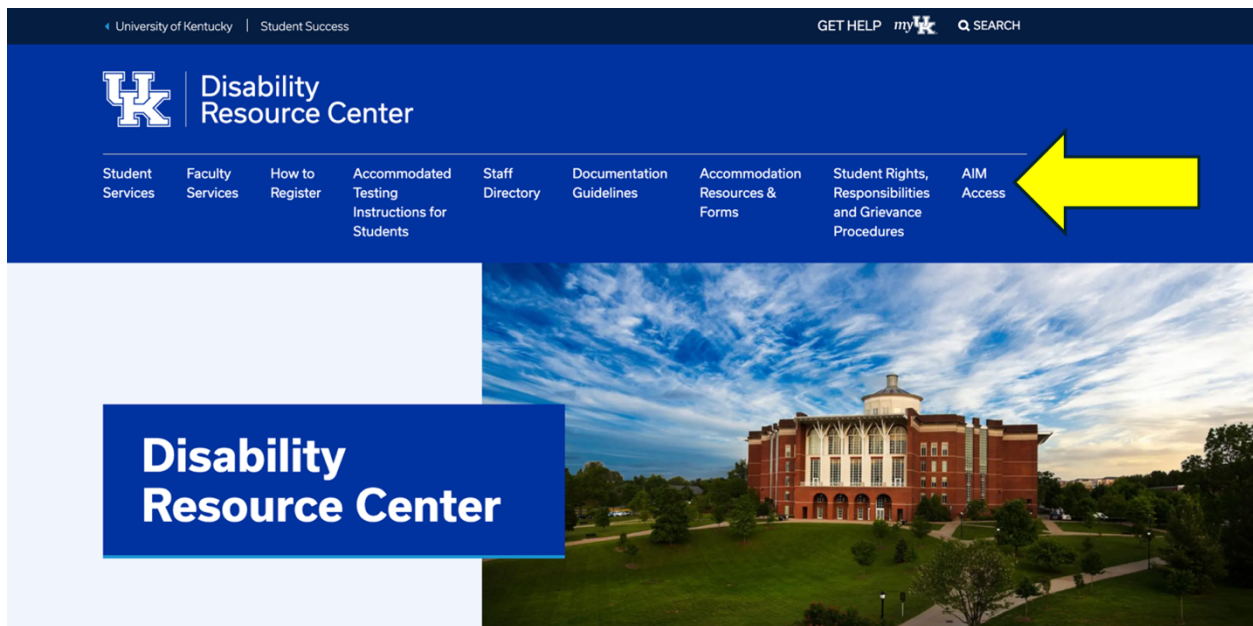 University of Kentucky | Student Success
GET HELP myUK SEARCH
UK
Disability
Resource Center
Student
Services
Faculty
Services
How to
Register
Accommodated
Testing
Instructions for
Students
Staff
Directory
Documentation
Guidelines
Accommodation
Resources &
Forms
Student Rights,
Responsibilities
and Grievance
Procedures
AIM
Access
Disability
Resource Center